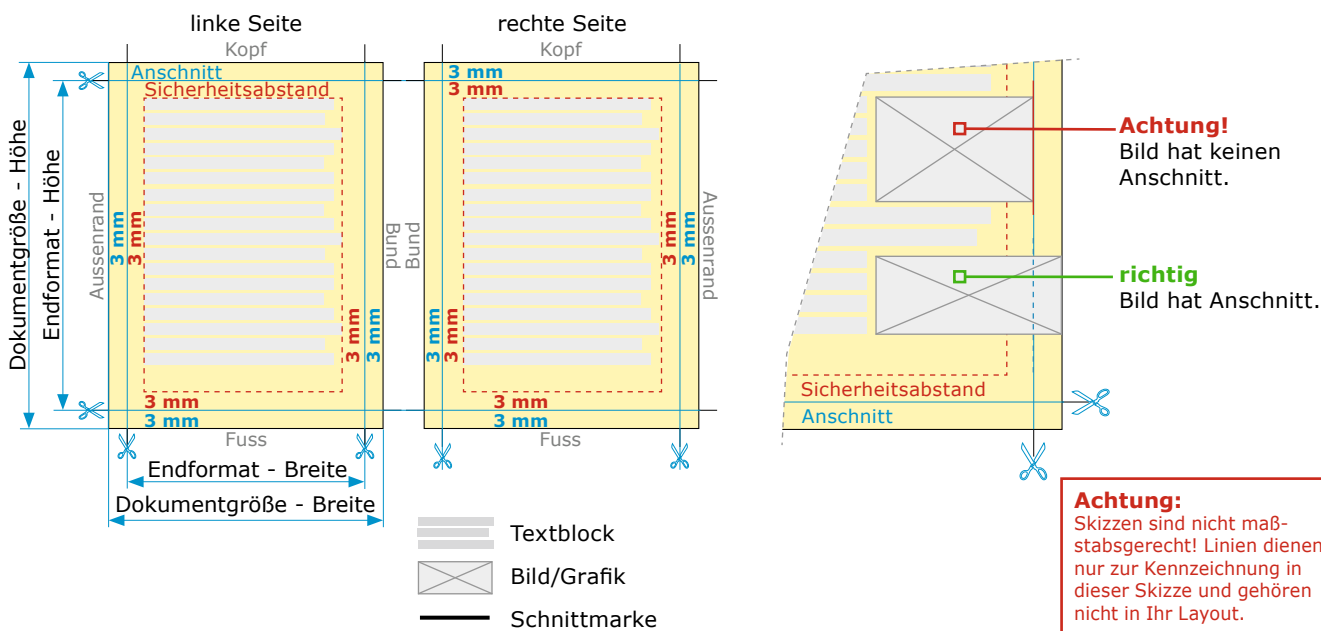 linke Seite
Kopf
Anschnitt
Sicherheitsabstand
Dokumentgröße - Höhe
Endformat - Höhe
Aussenrand
3 mm
3 mm
3 mm
3 mm
3 mm
3 mm
Bund
Fuss
Endformat - Breite
Dokumentgröße - Breite
rechte Seite
Kopf
3 mm
3 mm
Bund
3 mm
3 mm
3 mm
3 mm
Aussenrand
3 mm
3 mm
Fuss
Textblock
Bild/Grafik
Schnittmarke
Achtung!
Bild hat keinen
Anschnitt.
richtig
Bild hat Anschnitt.
Sicherheitsabstand
Anschnitt
Achtung:
Skizzen sind nicht maß-
stabsgerecht! Linien dienen
nur zur Kennzeichnung in
dieser Skizze und gehören
nicht in Ihr Layout.